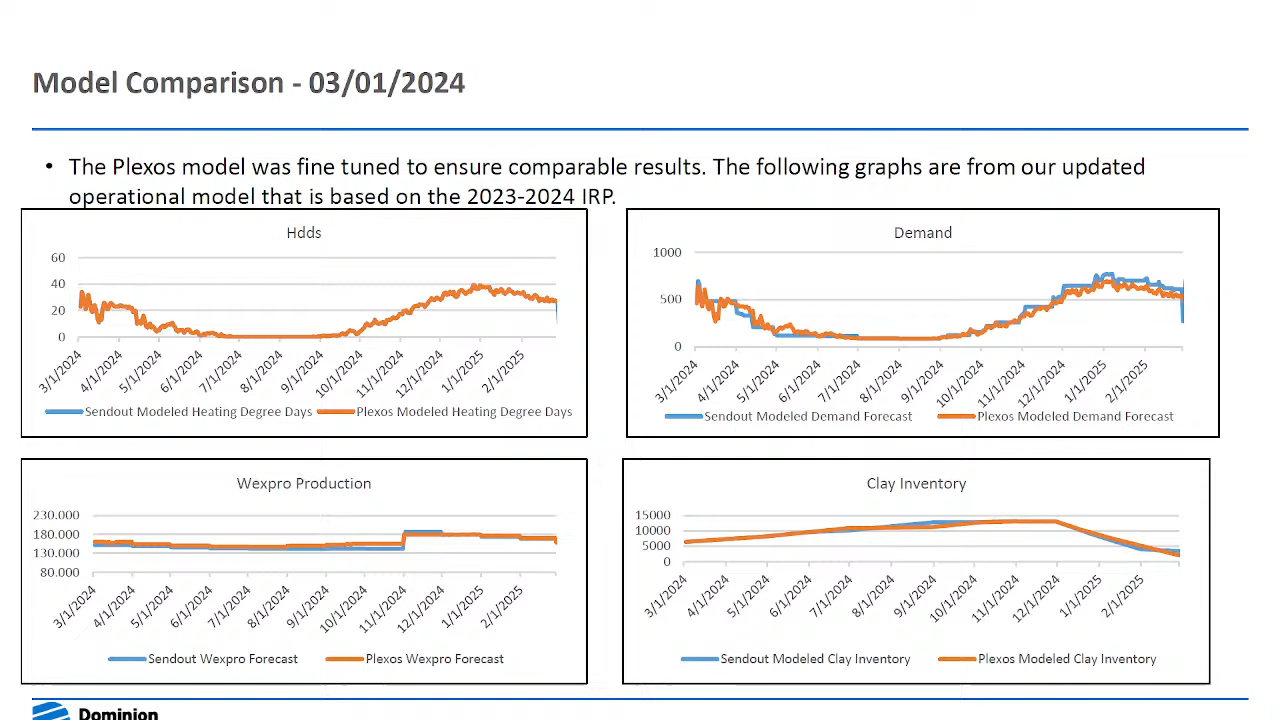 Model Comparison - 03/01/2024
• The Plexos model was fine tuned to ensure comparable results. The following graphs are from our updated
operational model that is based on the 2023-2024 IRP.
Hdds
60
40
20
0
3/1/2024 4/1/2024 5/1/2024 6/1/2024 7/1/2024 8/1/2024 9/1/2024 10/1/2024 11/1/2024 12/1/2024 1/1/2025 2/1/2025
Sendout Modeled Heating Degree Days Plexos Modeled Heating Degree Days
Demand
1000
500
0
3/1/2024 4/1/2024 5/1/2024 6/1/2024 7/1/2024 8/1/2024 9/1/2024 10/1/2024 11/1/2024 12/1/2024 1/1/2025 2/1/2025
Sendout Modeled Demand Forecast Plexos Modeled Demand Forecast
Wexpro Production
230.000
180.000
130.000
80.000
3/1/2024 4/1/2024 5/1/2024 6/1/2024 7/1/2024 8/1/2024 9/1/2024 10/1/2024 11/1/2024 12/1/2024 1/1/2025 2/1/2025
Sendout Wexpro Forecast Plexos Wexpro Forecast
Clay Inventory
15000
10000
5000
0
3/1/2024 4/1/2024 5/1/2024 6/1/2024 7/1/2024 8/1/2024 9/1/2024 10/1/2024 11/1/2024 12/1/2024 1/1/2025 2/1/2025
Sendout Modeled Clay Inventory Plexos Modeled Clay Inventory
Dominion